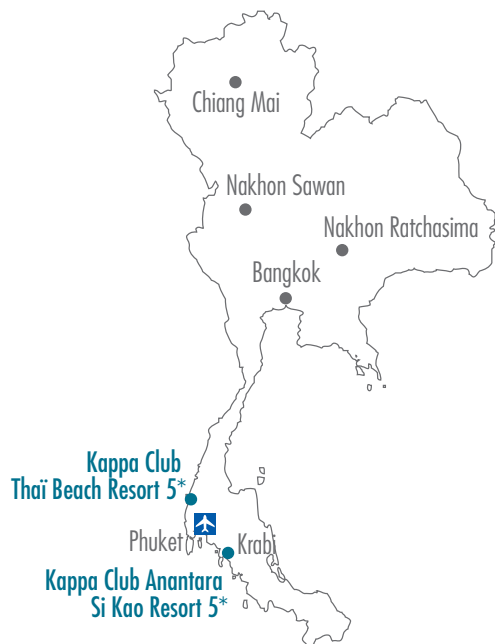 Chiang Mai
Nakhon Sawan
Nakhon Ratchasima
Bangkok
Kappa Club
Thaï Beach Resort 5*
Phuket
Krabi
Kappa Club Anantara
Si Kao Resort 5*